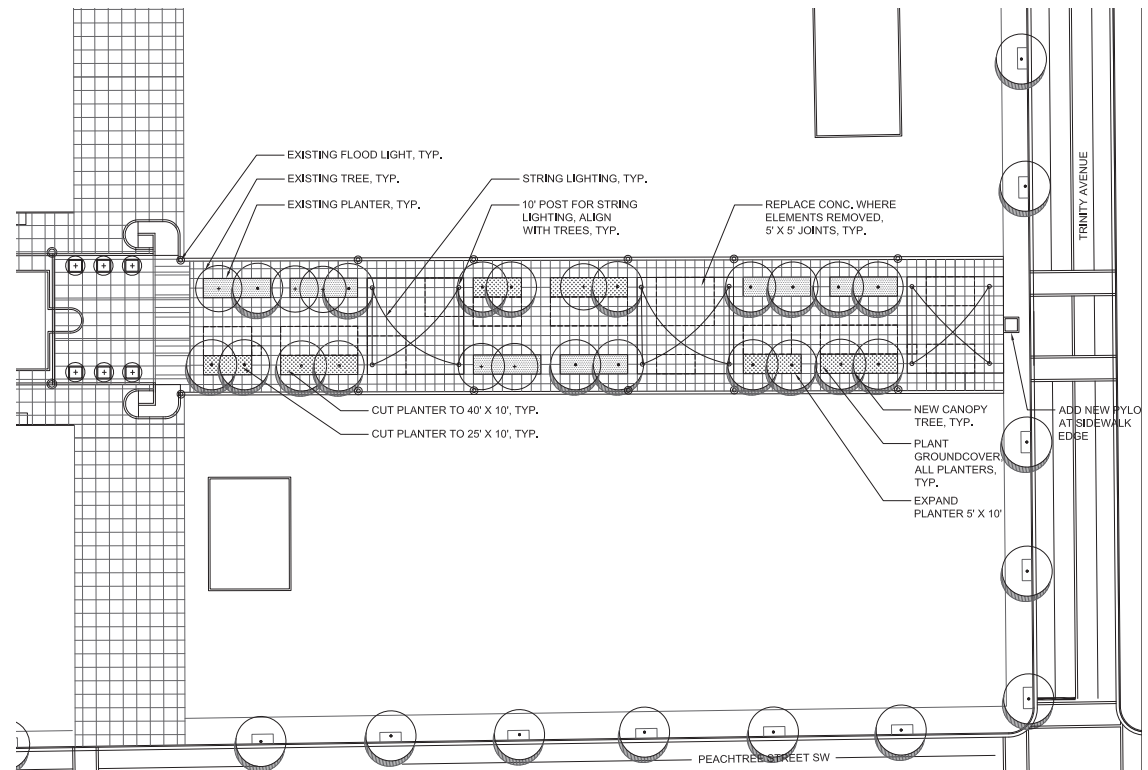 EXISTING FLOOD LIGHT, TYP.
EXISTING TREE, TYP.
EXISTING PLANTER, TYP.
STRING LIGHTING, TYP.
10' POST FOR STRING
LIGHTING, ALIGN
WITH TREES, TYP.
REPLACE CONC. WHERE
ELEMENTS REMOVED,
5' X 5' JOINTS, TYP.
TRINITY AVENUE
CUT PLANTER TO 40' X 10', TYP.
CUT PLANTER TO 25' X 10', TYP.
NEW CANOPY
TREE, TYP.
PLANT
GROUNDCOVER,
ALL PLANTERS,
TYP.
EXPAND
PLANTER 5' X 10'
ADD NEW PYLO
AT SIDEWALK
EDGE
PEACHTREE STREET SW